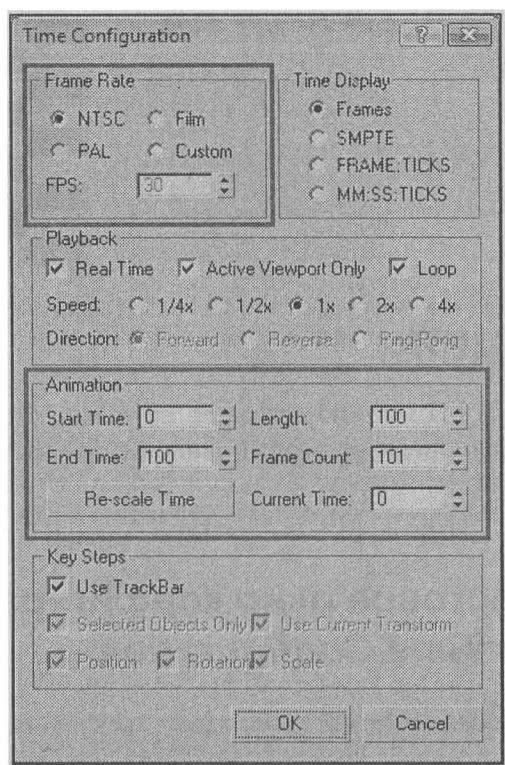 Time Configuration
Frame Rate
NTSC Film
PAL Custom
FPS: 30
Time Display
Frames
SMPTE
FRAME:TICKS
MM:SS:TICKS
Playback
Real Time Active Viewport Only Loop
Speed: 1/4x 1/2x 1x 2x 4x
Direction: Forward Reverse Ping-Pong
Animation
Start Time: 0 Length: 100
End Time: 100 Frame Count: 101
Re-scale Time Current Time: 0
Key Steps
Use TrackBar
Selected Objects Only Use Current Transform
Position Rotation Scale
OK Cancel